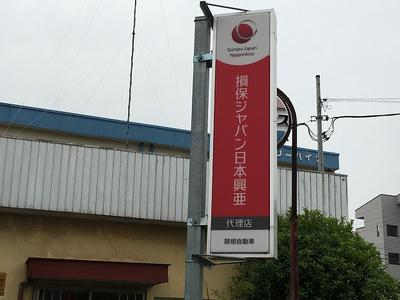 Sompo Japan
Nipponkoa
損保ジャパン日本興亜
代理店
関根自動車